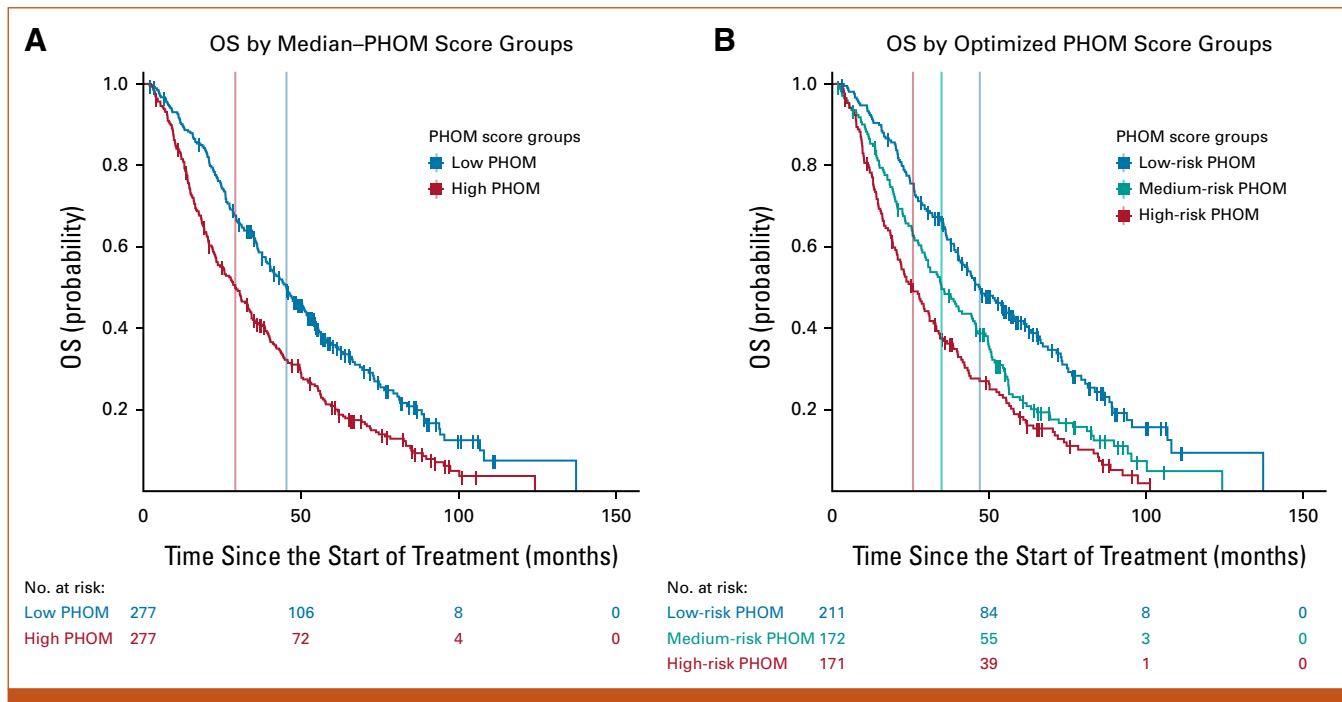 A
OS by Median–PHOM Score Groups
OS (probability)
1.0
0.8
0.6
0.4
0.2
PHOM score groups
Low PHOM
High PHOM
0
50
100
150
Time Since the Start of Treatment (months)
No. at risk:
Low PHOM 277 106 8 0
High PHOM 277 72 4 0
B
OS by Optimized PHOM Score Groups
OS (probability)
1.0
0.8
0.6
0.4
0.2
PHOM score groups
Low-risk PHOM
Medium-risk PHOM
High-risk PHOM
0
50
100
150
Time Since the Start of Treatment (months)
No. at risk:
Low-risk PHOM 211 84 8 0
Medium-risk PHOM 172 55 3 0
High-risk PHOM 171 39 1 0